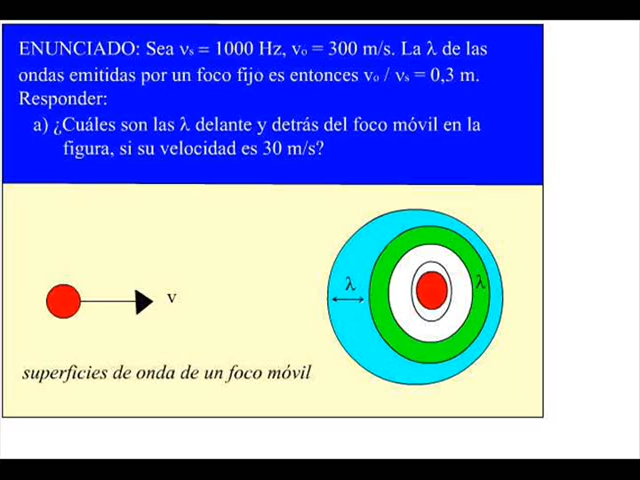 ENUNCIADO: Sea νs = 1000 Hz, vo = 300 m/s. La λ de las
ondas emitidas por un foco fijo es entonces vo / νs = 0,3 m.
Responder:
a) ¿Cuáles son las λ delante y detrás del foco móvil en la
figura, si su velocidad es 30 m/s?
λ
λ
v
superficies de onda de un foco móvil